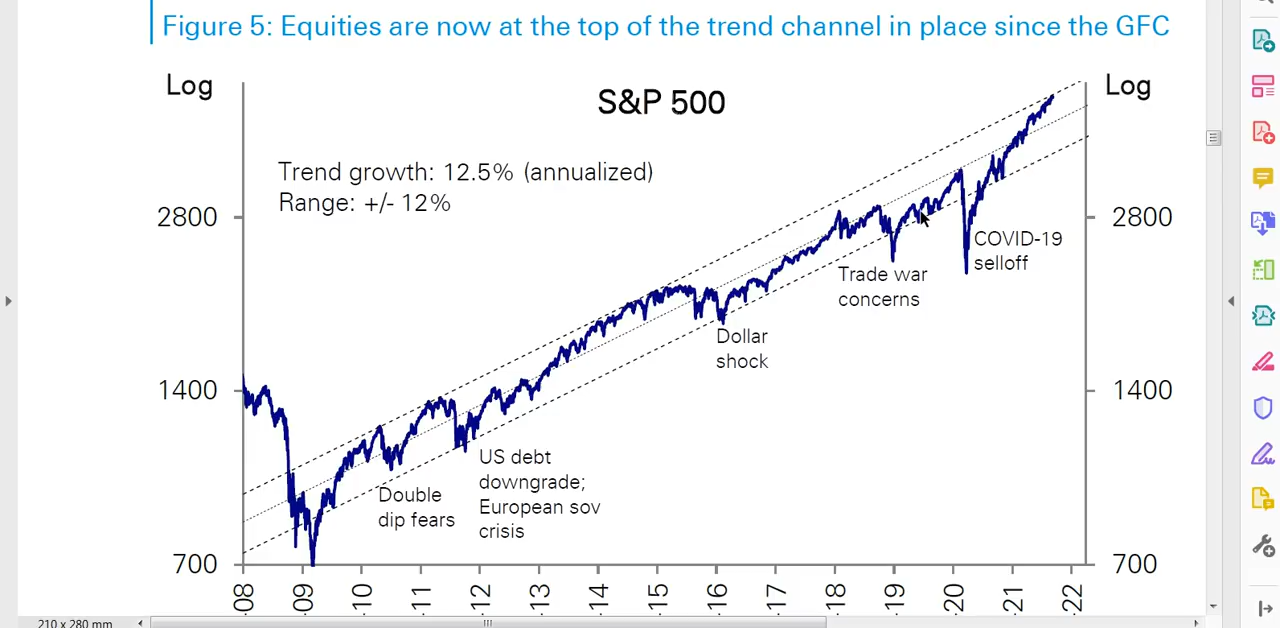 Figure 5: Equities are now at the top of the trend channel in place since the GFC
Log
Log
S&P 500
Trend growth: 12.5% (annualized)
Range: +/- 12%
2800
2800
COVID-19
selloff
Trade war
concerns
Dollar
shock
1400
1400
US debt
downgrade;
European sov
crisis
Double
dip fears
700
700
08
09
10
11
12
13
14
15
16
17
18
19
20
21
22
210 x 280 mm